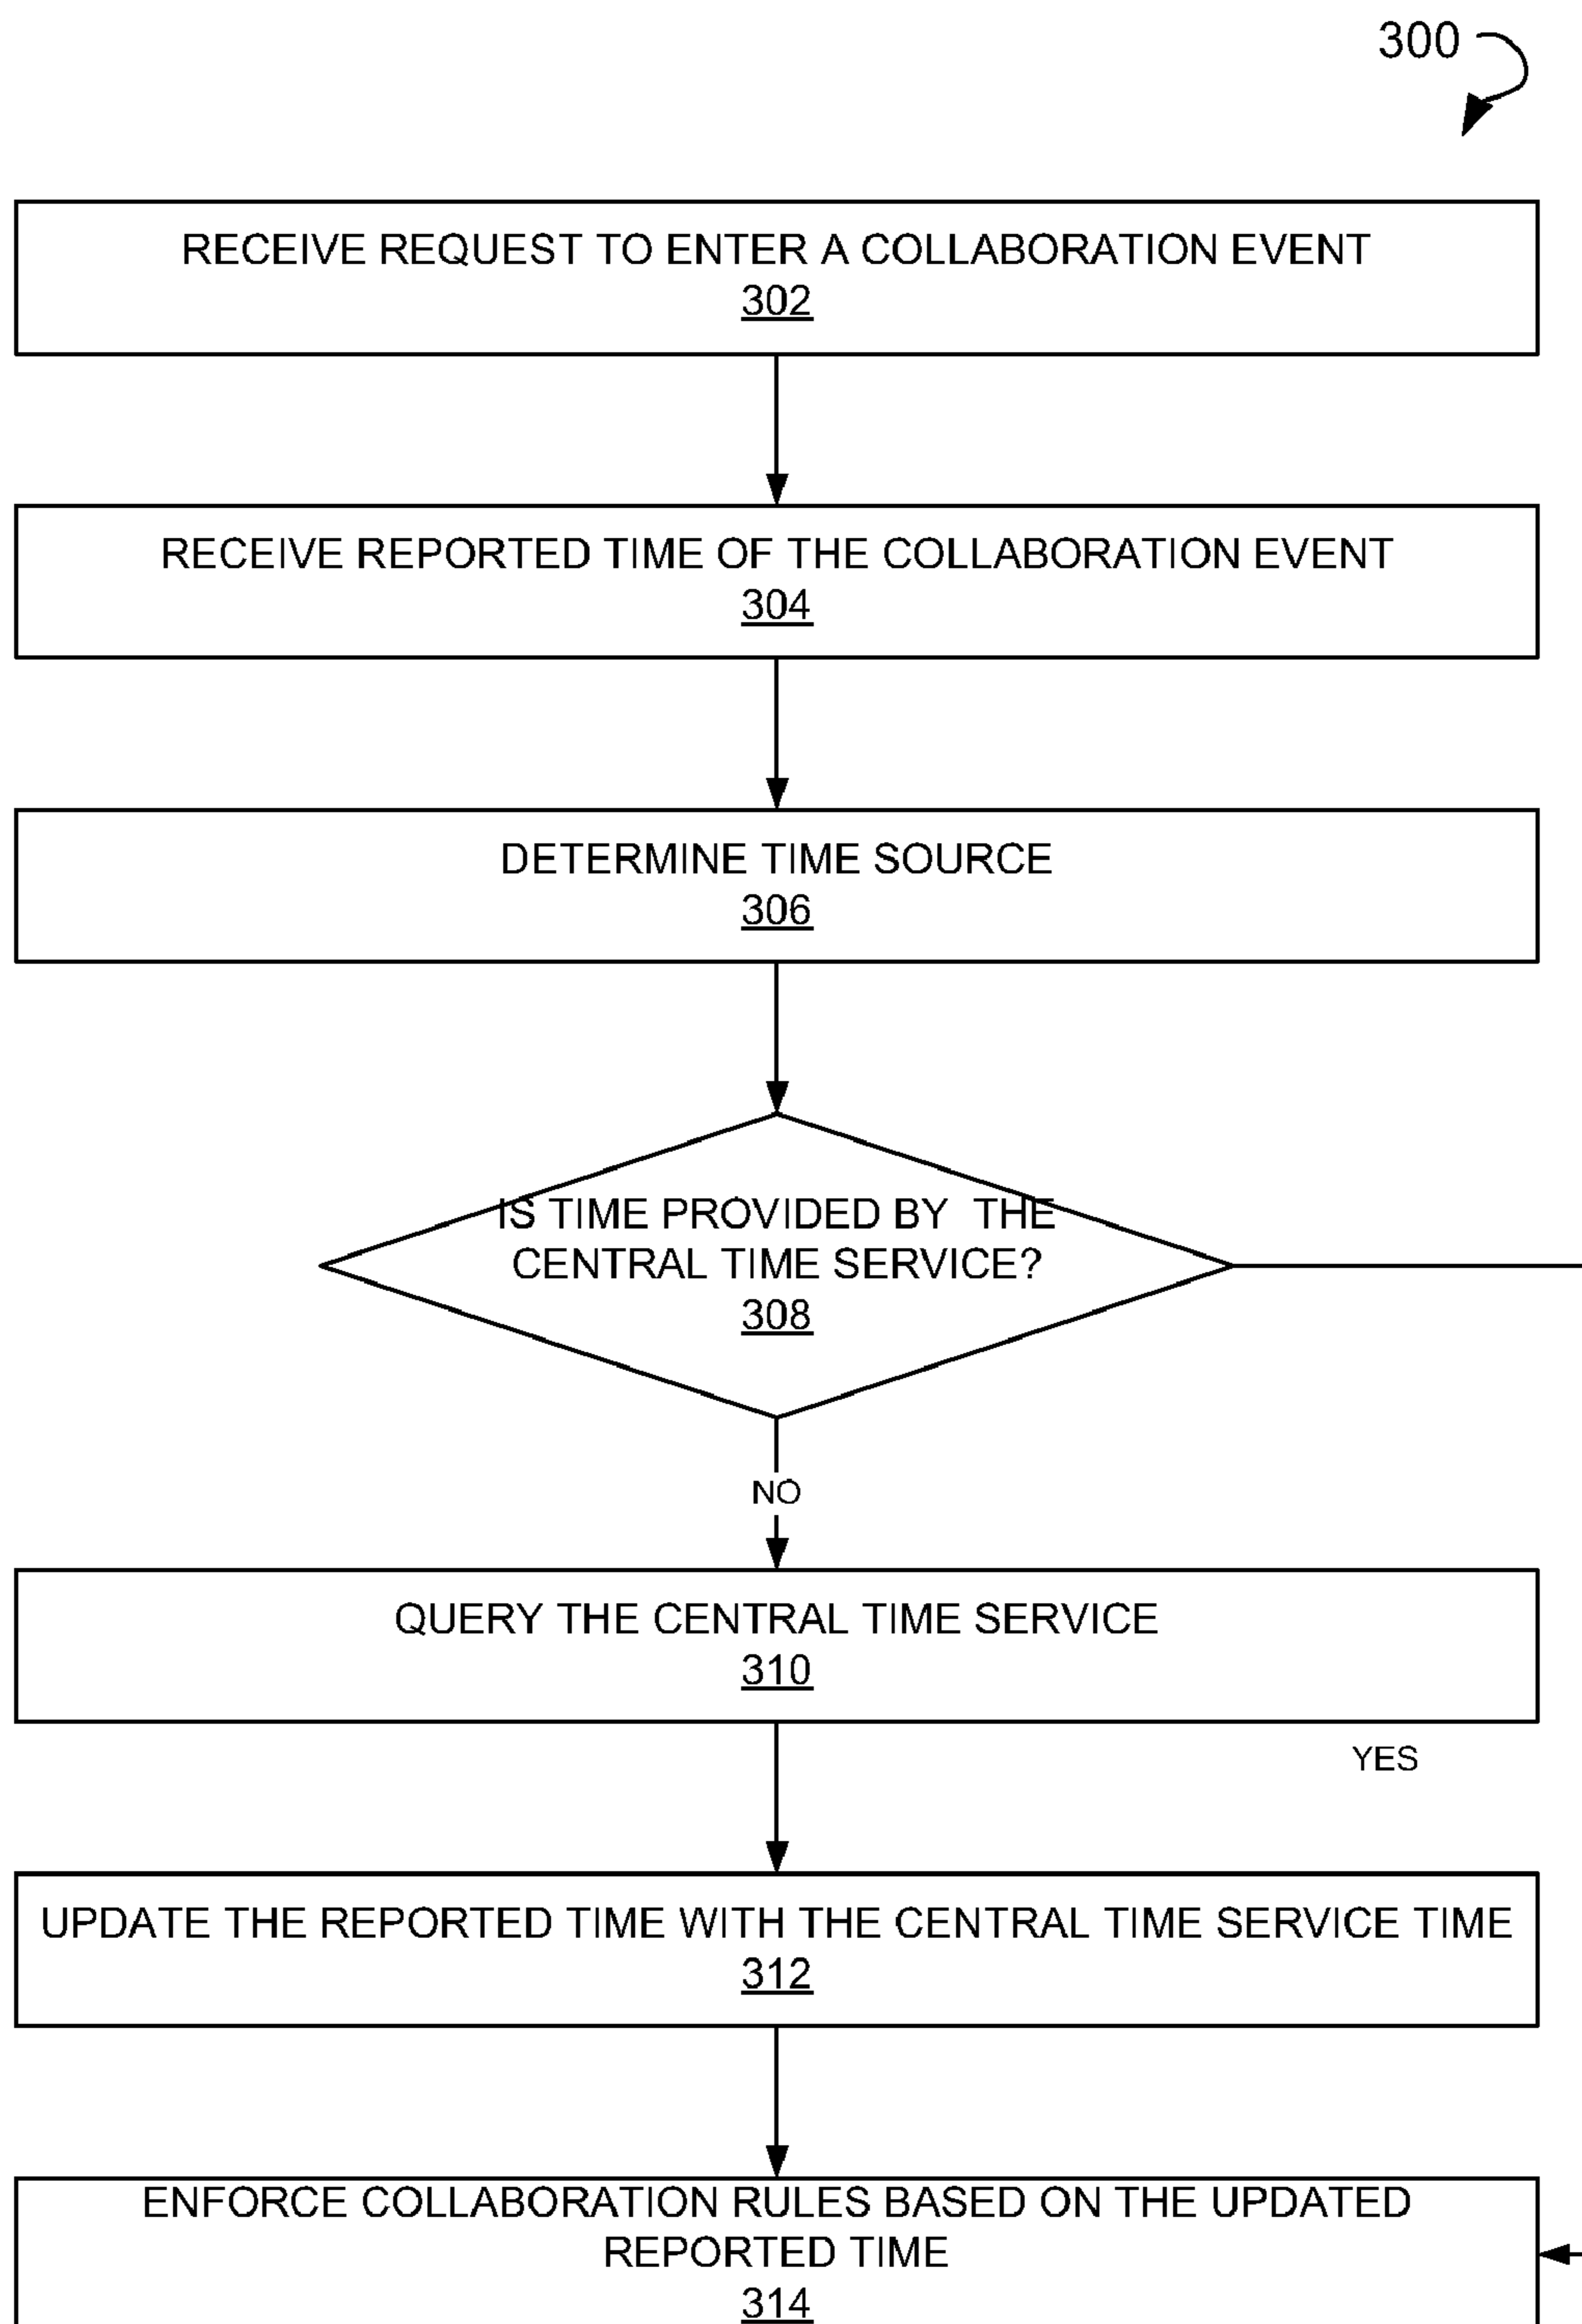 300
RECEIVE REQUEST TO ENTER A COLLABORATION EVENT
302
RECEIVE REPORTED TIME OF THE COLLABORATION EVENT
304
DETERMINE TIME SOURCE
306
IS TIME PROVIDED BY THE
CENTRAL TIME SERVICE?
308
NO
QUERY THE CENTRAL TIME SERVICE
310
YES
UPDATE THE REPORTED TIME WITH THE CENTRAL TIME SERVICE TIME
312
ENFORCE COLLABORATION RULES BASED ON THE UPDATED
REPORTED TIME
314